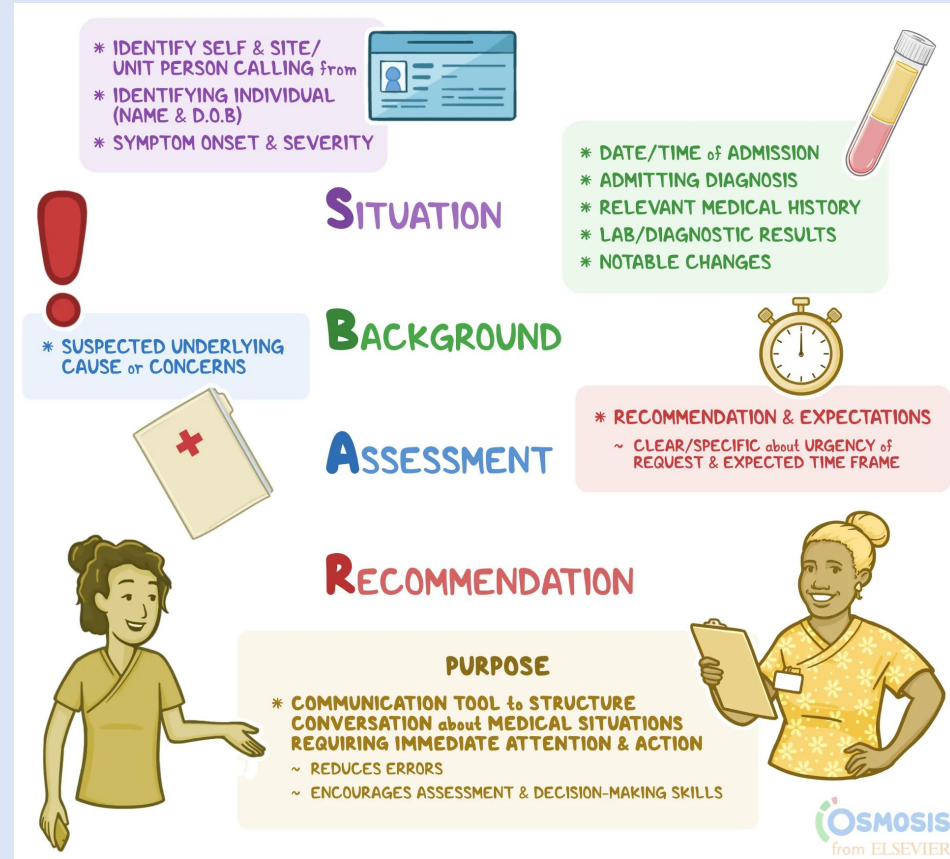 * IDENTIFY SELF & SITE/
UNIT PERSON CALLING from
* IDENTIFYING INDIVIDUAL
(NAME & D.O.B)
* SYMPTOM ONSET & SEVERITY
SITUATION
* DATE/TIME of ADMISSION
* ADMITTING DIAGNOSIS
* RELEVANT MEDICAL HISTORY
* LAB/DIAGNOSTIC RESULTS
* NOTABLE CHANGES
BACKGROUND
* SUSPECTED UNDERLYING
CAUSE or CONCERNS
ASSESSMENT
* RECOMMENDATION & EXPECTATIONS
~ CLEAR/SPECIFIC about URGENCY of
REQUEST & EXPECTED TIME FRAME
RECOMMENDATION
PURPOSE
* COMMUNICATION TOOL to STRUCTURE
CONVERSATION about MEDICAL SITUATIONS
REQUIRING IMMEDIATE ATTENTION & ACTION
~ REDUCES ERRORS
~ ENCOURAGES ASSESSMENT & DECISION-MAKING SKILLS
OSMOSIS
from ELSEVIER